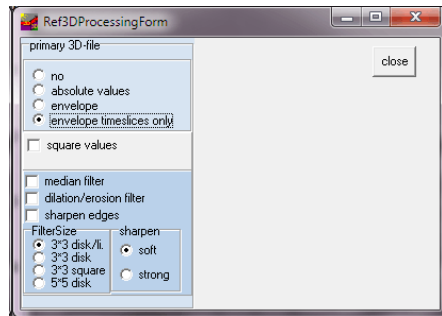 Ref3DProcessingForm
primary 3D-file
close
no
absolute values
envelope
envelope timeslices only
square values
median filter
dilation/erosion filter
sharpen edges
FilterSize
3*3 disk/li.
3*3 disk
3*3 square
5*5 disk
sharpen
soft
strong